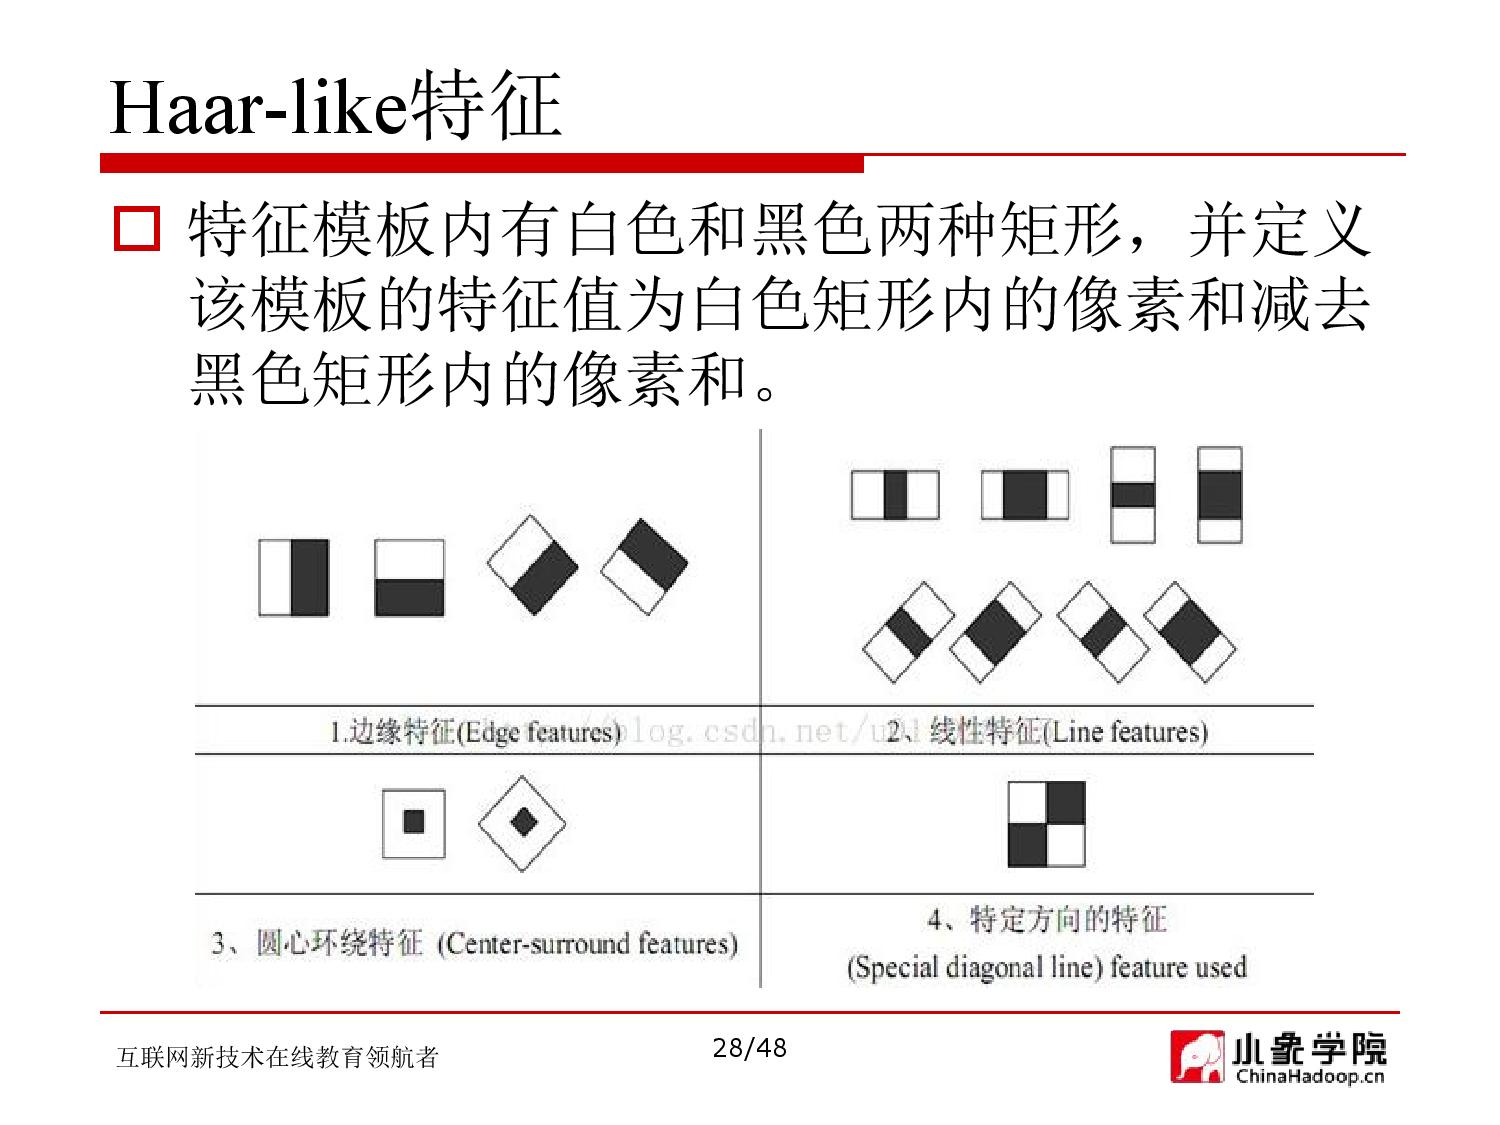 Haar-like特征
特征模板内有白色和黑色两种矩形，并定义
该模板的特征值为白色矩形内的像素和减去
黑色矩形内的像素和。
1.边缘特征(Edge features)
2、线性特征(Line features)
3、圆心环绕特征 (Center-surround features)
4、特定方向的特征
(Special diagonal line) feature used
互联网新技术在线教育领航者
28/48
小象学院
ChinaHadoop.cn